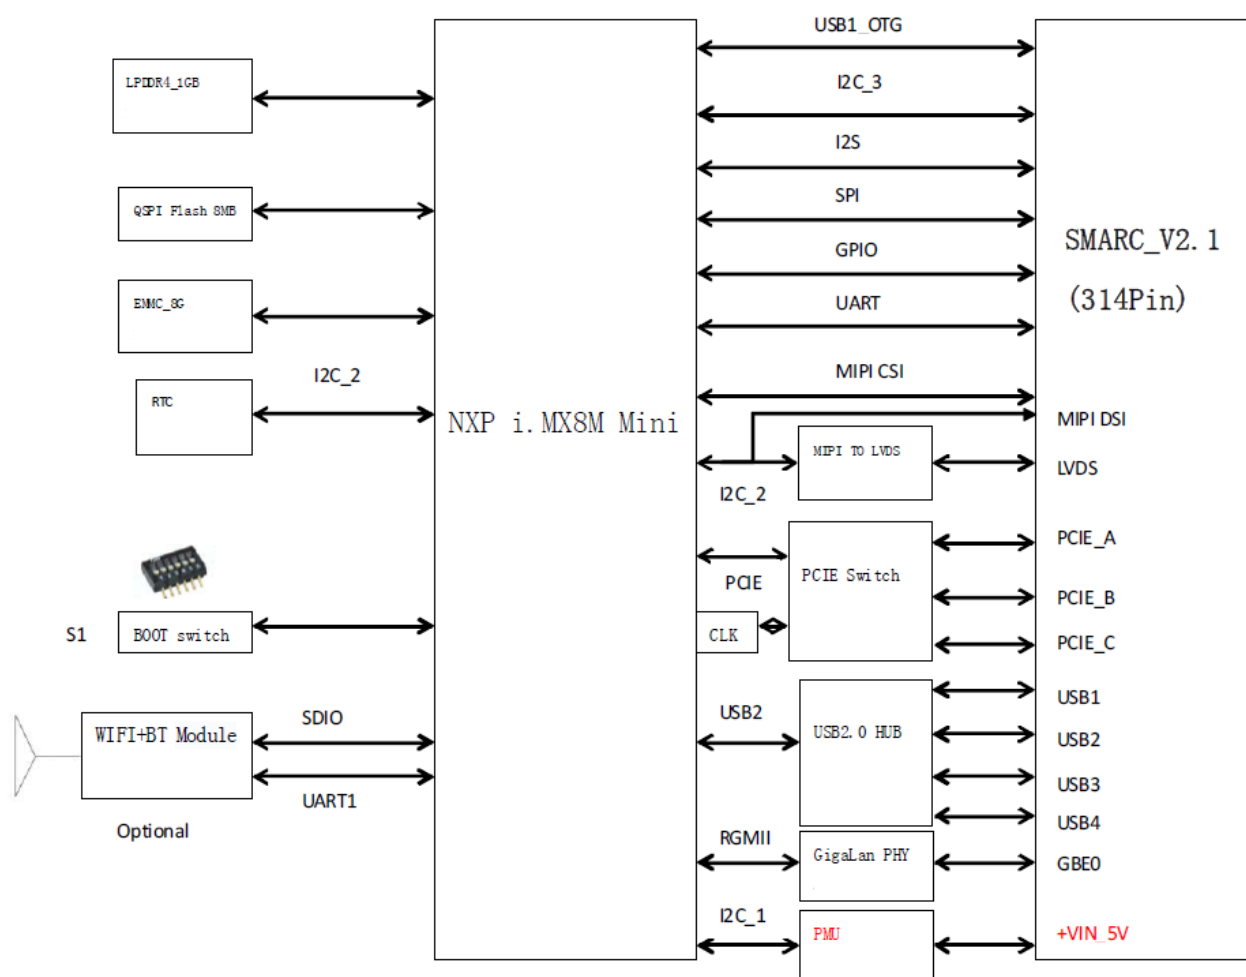 USB1_OTG
LPDDR4_1GB
I2C_3
I2S
SPI
QSPI Flash 8MB
SMARC_V2.1
GPIO
(314Pin)
EMMC_8G
UART
I2C_2
MIPI CSI
RTC
NXP i.MX8M Mini
MIPI DSI
MIPI TO LVDS
LVDS
I2C_2
PCIE_A
PCIE
PCIE Switch
PCIE_B
S1
BOOT switch
CLK
PCIE_C
USB1
SDIO
USB2
WIFI+BT Module
USB2.0 HUB
USB2
USB3
UART1
USB4
Optional
RGMII
GigaLan PHY
GBE0
I2C_1
PMU
+VIN_5V